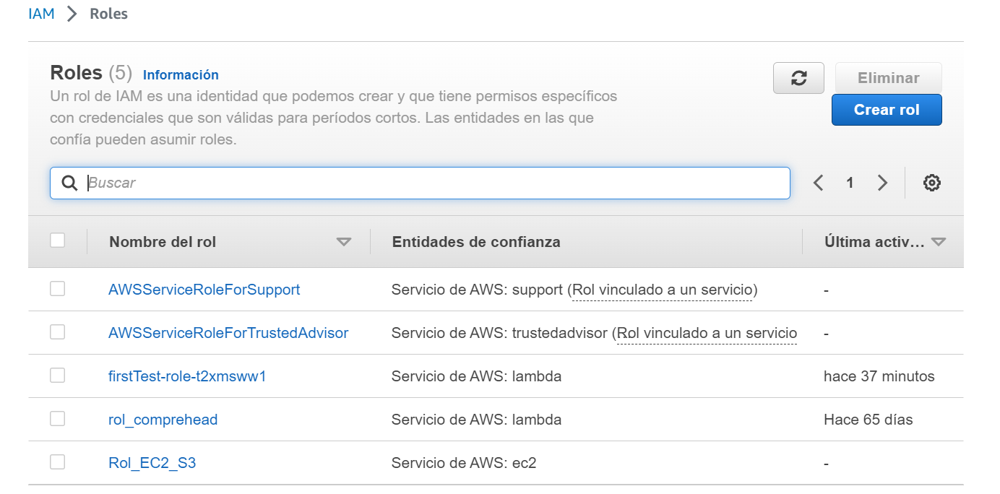 IAM > Roles
Roles (5) Información
Un rol de IAM es una identidad que podemos crear y que tiene permisos específicos
con credenciales que son válidas para períodos cortos. Las entidades en las que
confía pueden asumir roles.
Eliminar
Crear rol
Buscar
1
Nombre del rol Entidades de confianza Última activ...
AWSServiceRoleForSupport Servicio de AWS: support (Rol vinculado a un servicio) -
AWSServiceRoleForTrustedAdvisor Servicio de AWS: trustedadvisor (Rol vinculado a un servicio -
firstTest-role-t2xmsww1 Servicio de AWS: lambda hace 37 minutos
rol_comprehead Servicio de AWS: lambda Hace 65 días
Rol_EC2_S3 Servicio de AWS: ec2 -